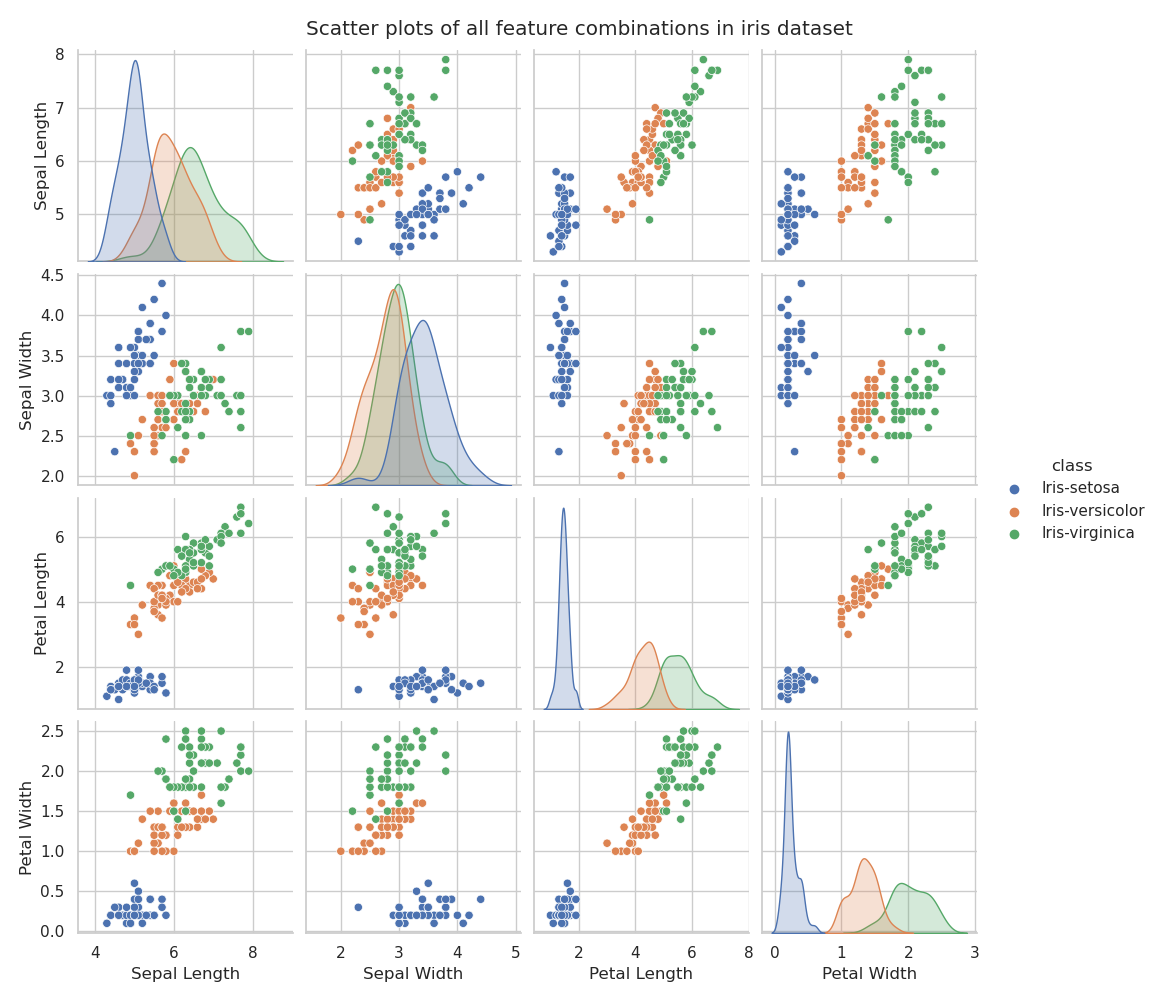 Scatter plots of all feature combinations in iris dataset
8
7
6
5
Sepal Length
4.5
4.0
3.5
3.0
2.5
2.0
Sepal Width
6
4
2
Petal Length
2.5
2.0
1.5
1.0
0.5
0.0
Petal Width
4 6 8
2 3 4 5
2 4 6 8
0 1 2 3
Sepal Length
Sepal Width
Petal Length
Petal Width
class
Iris-setosa
Iris-versicolor
Iris-virginica